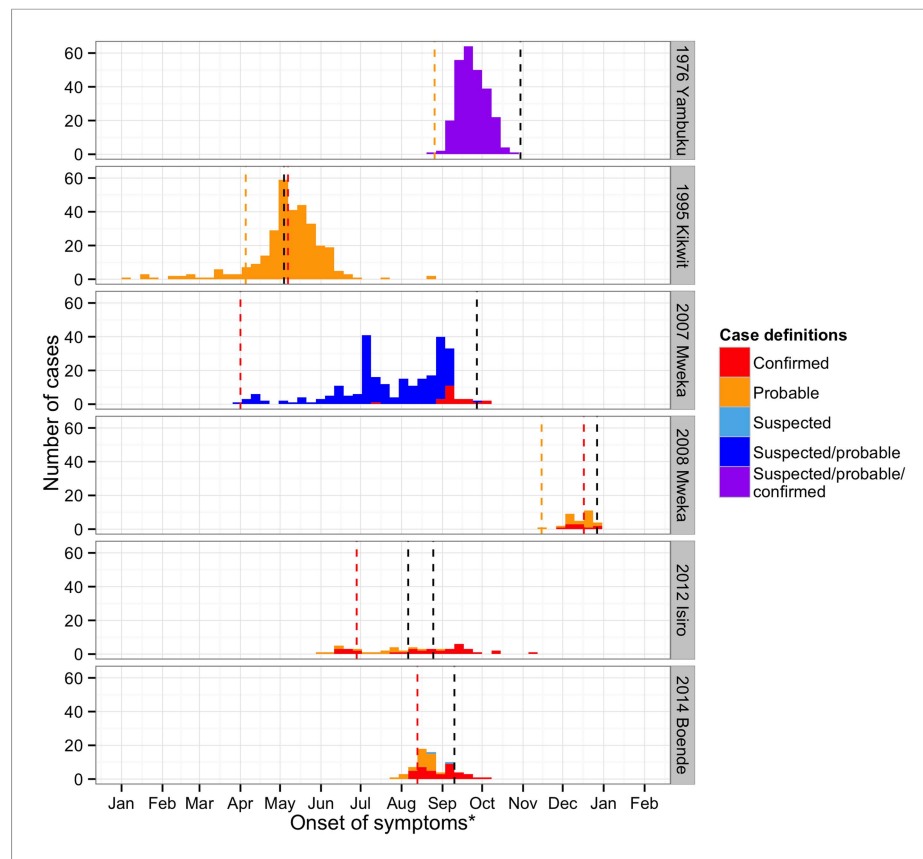 60
40
20
0
1976 Yambuku
60
40
20
0
1995 Kikwit
60
40
20
0
2007 Mweka
60
40
20
0
2008 Mweka
60
40
20
0
2012 Isiro
60
40
20
0
2014 Boende
Number of cases
Jan Feb Mar Apr May Jun Jul Aug Sep Oct Nov Dec Jan Feb
Onset of symptoms*
Case definitions
Confirmed
Probable
Suspected
Suspected/probable
Suspected/probable/
confirmed